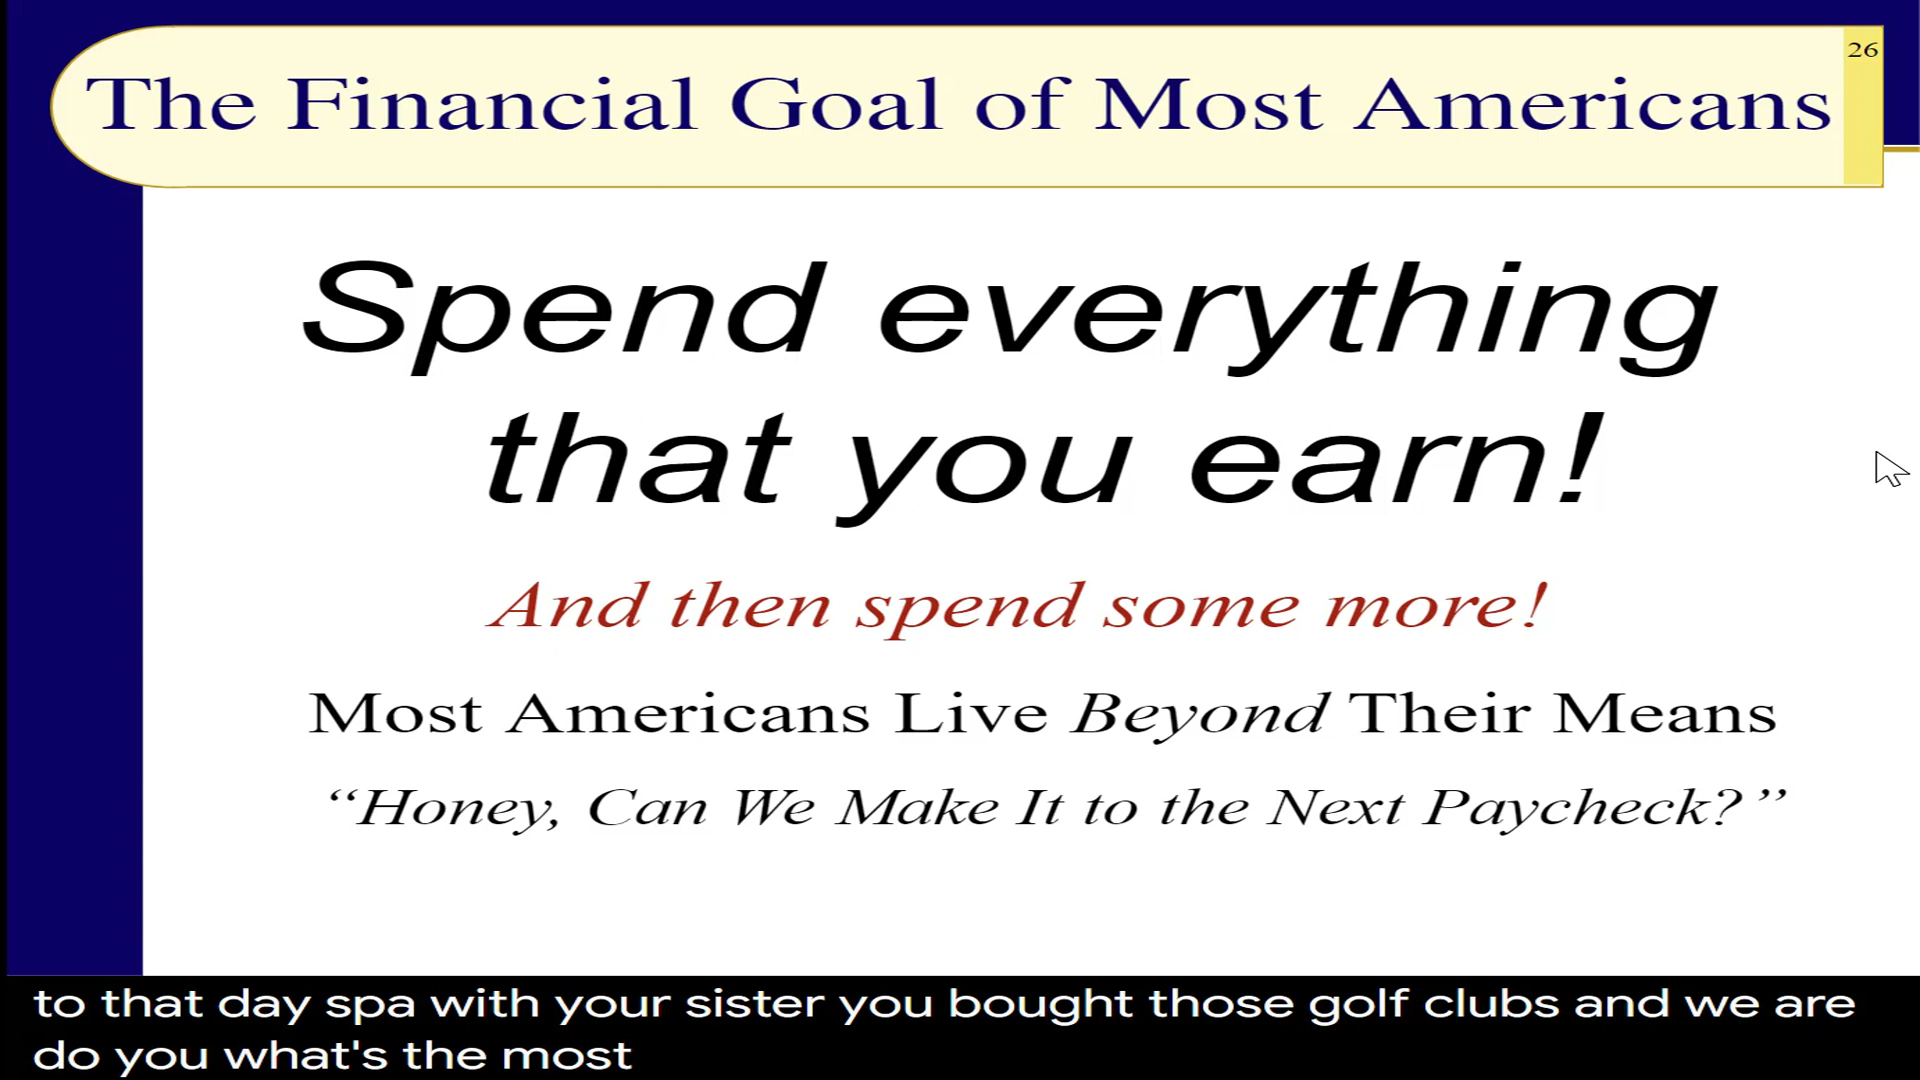 The Financial Goal of Most Americans
26
Spend everything
that you earn!
And then spend some more!
Most Americans Live Beyond Their Means
“Honey, Can We Make It to the Next Paycheck?”
to that day spa with your sister you bought those golf clubs and we are
do you what's the most